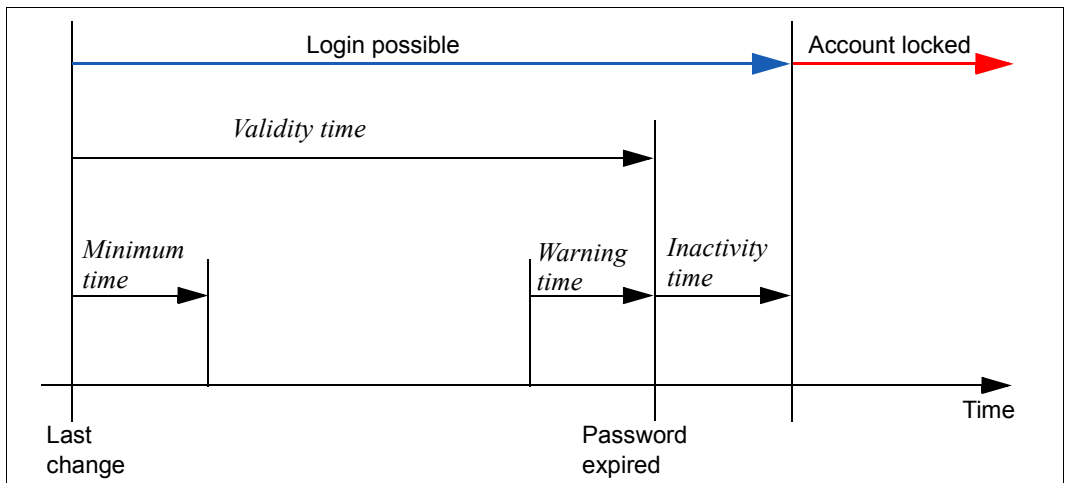 Login possible
Account locked
Validity time
Minimum
time
Warning
time
Inactivity
time
Time
Last
change
Password
expired